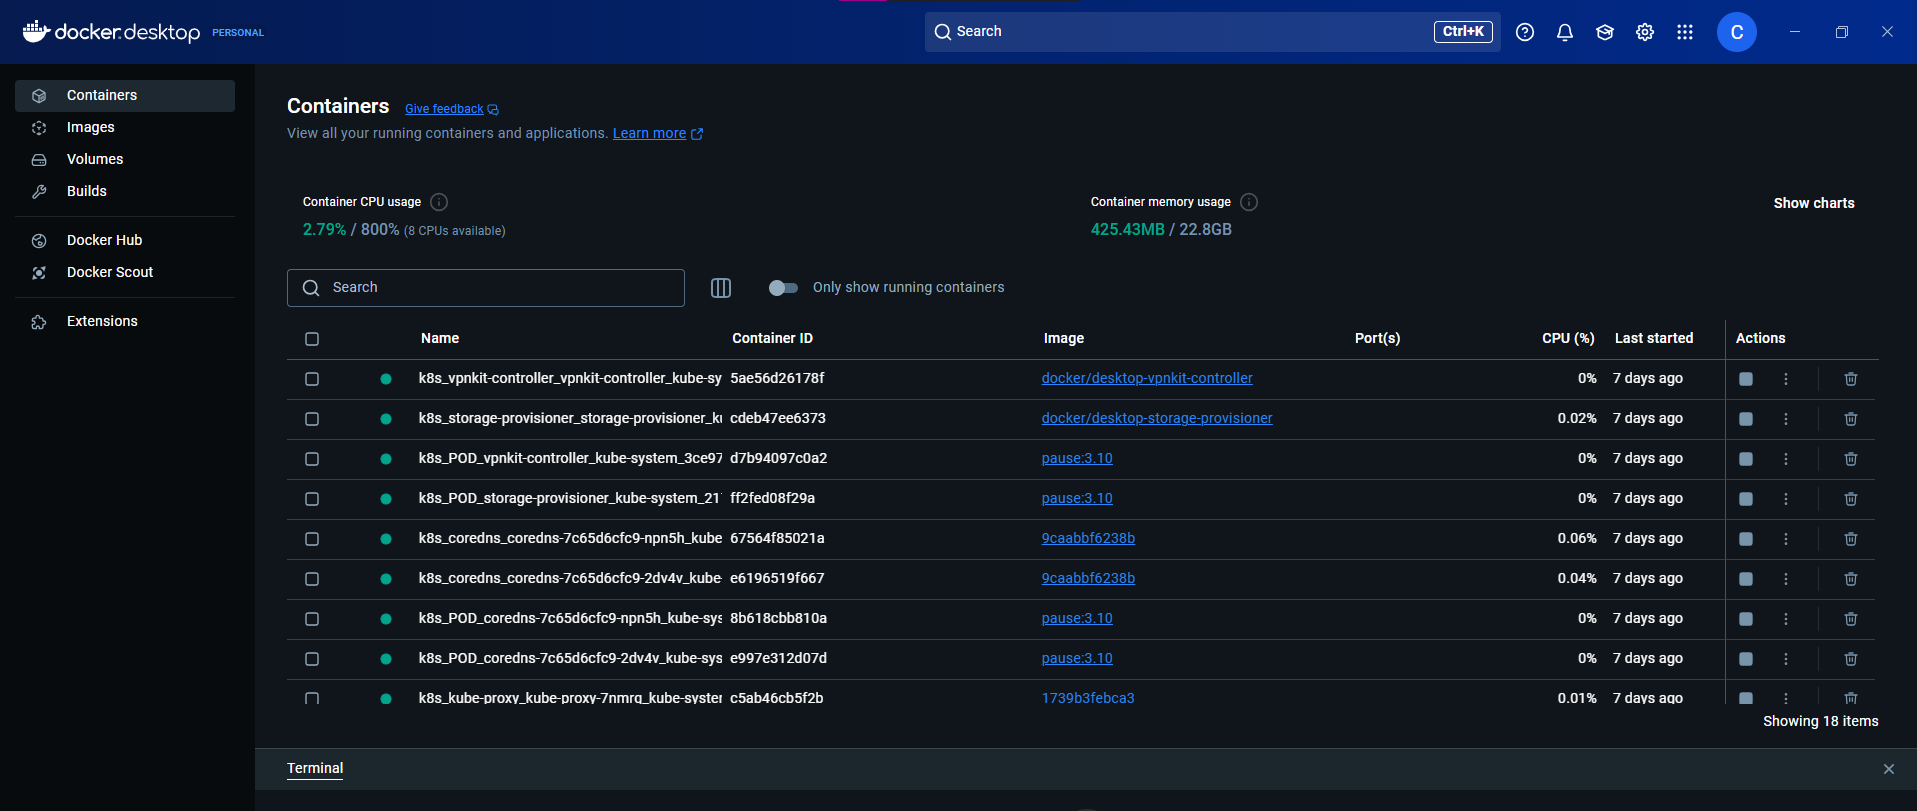 docker.desktop PERSONAL Search Ctrl+K C
Containers
Images
Volumes
Builds
Docker Hub
Docker Scout
Extensions
Containers Give feedback
View all your running containers and applications. Learn more
Container CPU usage
2.79% / 800% (8 CPUs available)
Container memory usage
425.43MB / 22.8GB
Show charts
Search Only show running containers
Name Container ID Image Port(s) CPU (%) Last started Actions
k8s_vpnkit-controller_vpnkit-controller_kube-sy 5ae56d26178f docker/desktop-vpnkit-controller 0% 7 days ago
k8s_storage-provisioner_storage-provisioner_ku cdeb47ee6373 docker/desktop-storage-provisioner 0.02% 7 days ago
k8s_POD_vpnkit-controller_kube-system_3ce97 d7b94097c0a2 pause:3.10 0% 7 days ago
k8s_POD_storage-provisioner_kube-system_21 ff2fed08f29a pause:3.10 0% 7 days ago
k8s_coredns_coredns-7c65d6cfc9-npn5h_kube 67564f85021a 9caabbf6238b 0.06% 7 days ago
k8s_coredns_coredns-7c65d6cfc9-2dv4v_kube- e6196519f667 9caabbf6238b 0.04% 7 days ago
k8s_POD_coredns-7c65d6cfc9-npn5h_kube-sys 8b618cbb810a pause:3.10 0% 7 days ago
k8s_POD_coredns-7c65d6cfc9-2dv4v_kube-sys e997e312d07d pause:3.10 0% 7 days ago
k8s_kube-proxy_kube-proxy-7nmrq_kube-system c5ab46cb5f2b 1739b3febca3 0.01% 7 days ago
Showing 18 items
Terminal